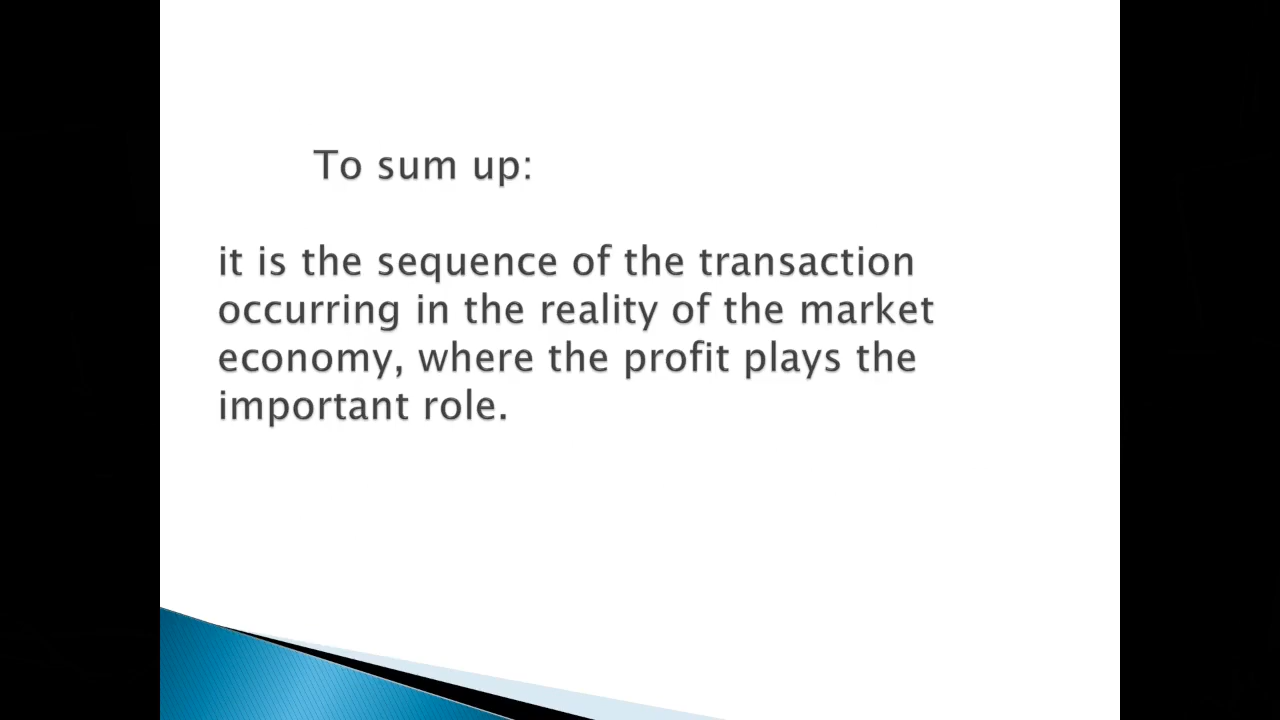 To sum up:
it is the sequence of the transaction
occurring in the reality of the market
economy, where the profit plays the
important role.